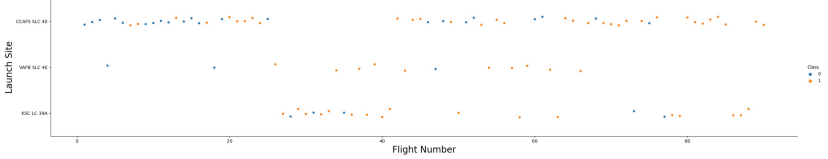 Launch Site
CCAFS SLC 40
VAFB SLC 4E
KSC LC 39A
0
20
40
60
80
Flight Number
Class
0
1